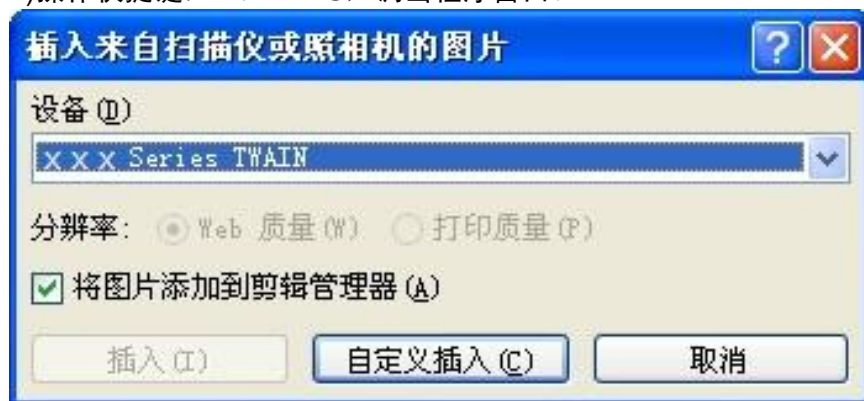 插入来自扫描仪或照相机的图片
设备(D)
x x x Series TWAIN
分辨率: Web 质量(W) 打印质量(P)
将图片添加到剪辑管理器(A)
插入(I) 自定义插入(C) 取消